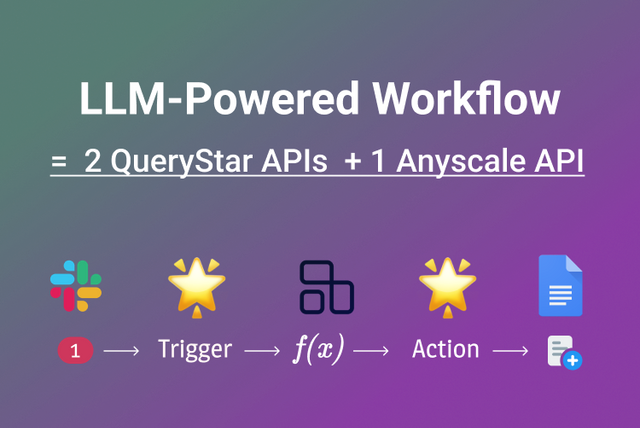 LLM-Powered Workflow
= 2 QueryStar APIs + 1 Anyscale API
1 → Trigger → f(x) → Action →